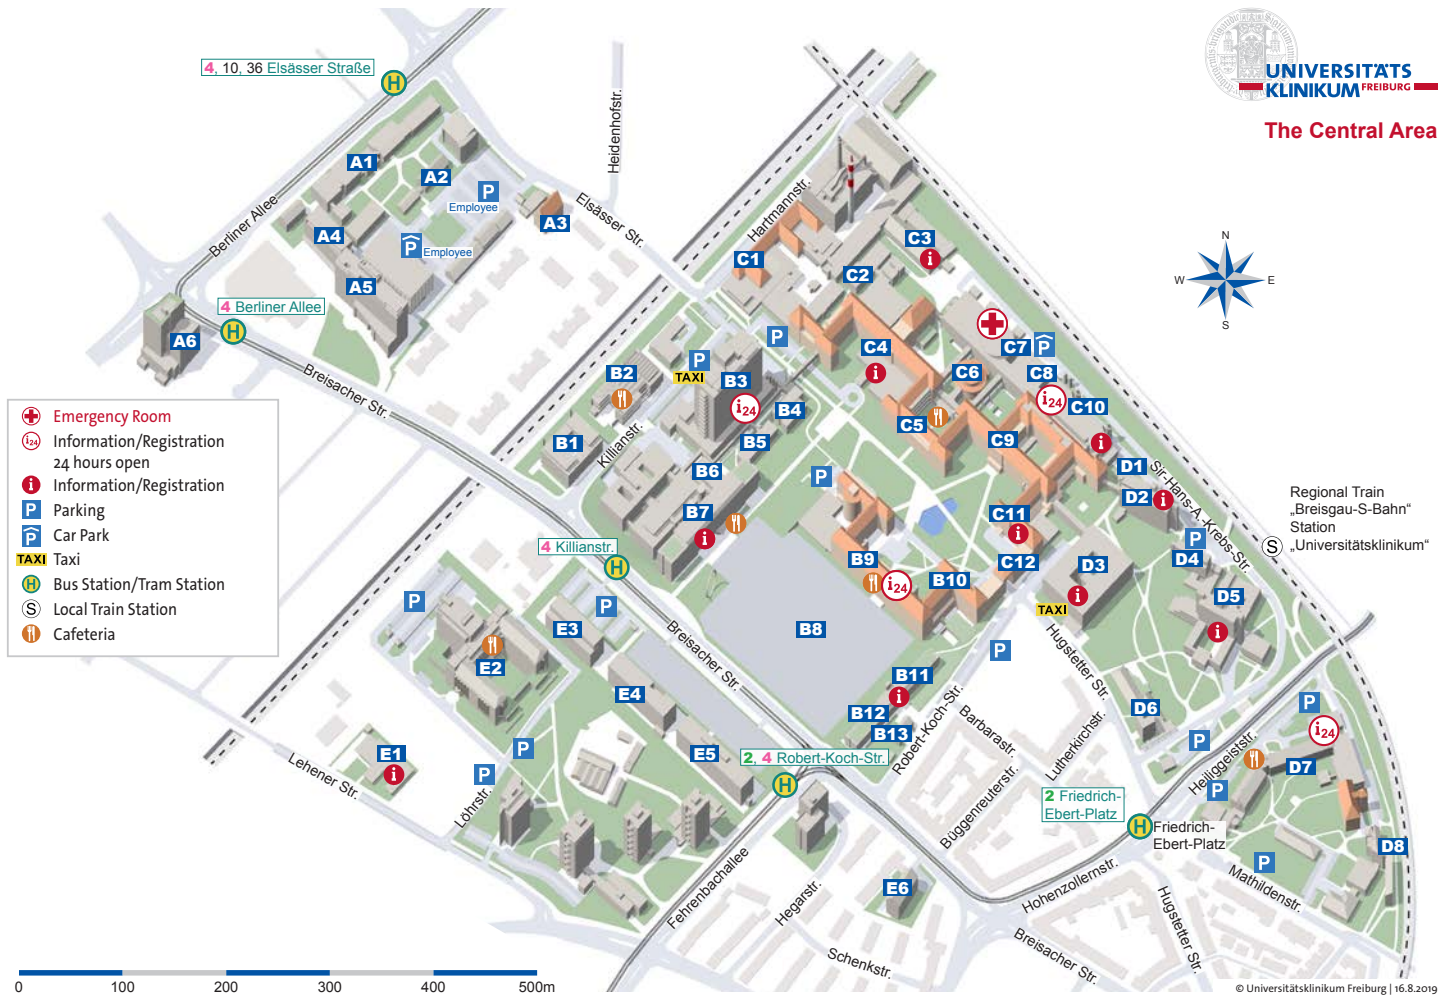 UNIVERSITÄTS
KLINIKUM FREIBURG
The Central Area
4, 10, 36 Elsässer Straße
Heidenhofstr.
Hartmannstr.
Elsässer Str.
Berliner Allee
A1
A2
P
Employee
A3
A4
P
Employee
A5
A6
4 Berliner Allee
Breisacher Str.
N
W
E
S
C1
C2
C3
C4
C5
C6
C7
P
C8
C9
C10
C11
C12
P
P
TAXI
B1
B2
B3
i24
B4
B5
B6
B7
Killianstr.
P
B8
B9
i24
B10
B11
B12
B13
D1
D2
P
D3
D4
D5
D6
D7
D8
TAXI
Sir-Hans-A.-Krebs-Str.
Regional Train
„Breisgau-S-Bahn“
Station
„Universitätsklinikum“
S
Emergency Room
i24 Information/Registration
24 hours open
i Information/Registration
P Parking
P Car Park
TAXI Taxi
H Bus Station/Tram Station
S Local Train Station
Cafeteria
4 Killianstr.
H
P
P
E1
E2
E3
E4
E5
E6
P
P
Breisacher Str.
Lehener Str.
Löhrstr.
2, 4 Robert-Koch-Str.
H
Robert-Koch-Str.
P
Hugstetter Str.
Barbarastr.
Lutherkirchstr.
Büggenreuterstr.
2 Friedrich-
Ebert-Platz
H
Friedrich-
Ebert-Platz
Heiliggeiststr.
P
P
P
i24
P
Mathildenstr.
Hohenzollernstr.
Hugstetter Str.
Breisacher Str.
Fehrenbachallee
Hegarstr.
Schenkstr.
0 100 200 300 400 500m
© Universitätsklinikum Freiburg | 16.8.2019